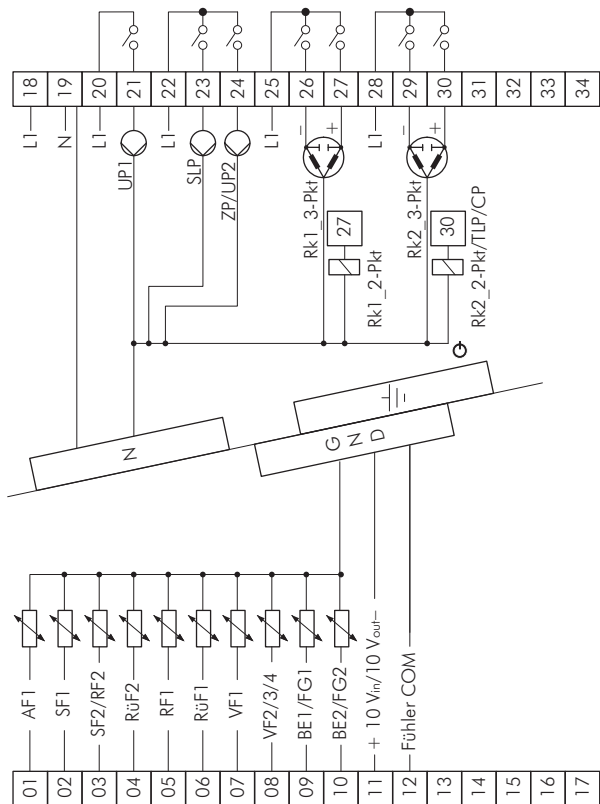 18 19 20 21 22 23 24 25 26 27 28 29 30 31 32 33 34
L1
N
L1
UP1
L1
SLP
ZP/UP2
L1
Rk1_3-Pkt
− +
27
Rk1_2-Pkt
L1
Rk2_3-Pkt
− +
30
Rk2_2-Pkt/TLP/CP
N
GND
AF1
SF1
SF2/RF2
RüF2
RF1
RüF1
VF1
VF2/3/4
BE1/FG1
BE2/FG2
+ 10 Vin/10 Vout
Fühler COM
01 02 03 04 05 06 07 08 09 10 11 12 13 14 15 16 17